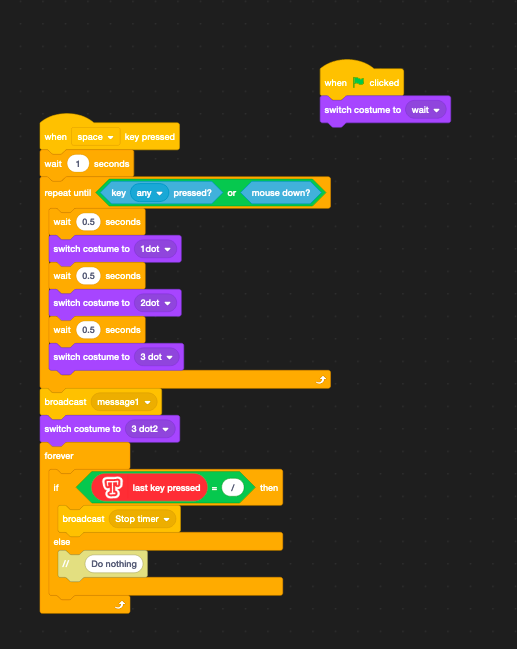 when clicked
switch costume to wait
when space key pressed
wait 1 seconds
repeat until key any pressed? or mouse down?
wait 0.5 seconds
switch costume to 1dot
wait 0.5 seconds
switch costume to 2dot
wait 0.5 seconds
switch costume to 3 dot
broadcast message1
switch costume to 3 dot2
forever
if T last key pressed = / then
broadcast Stop timer
else
// Do nothing